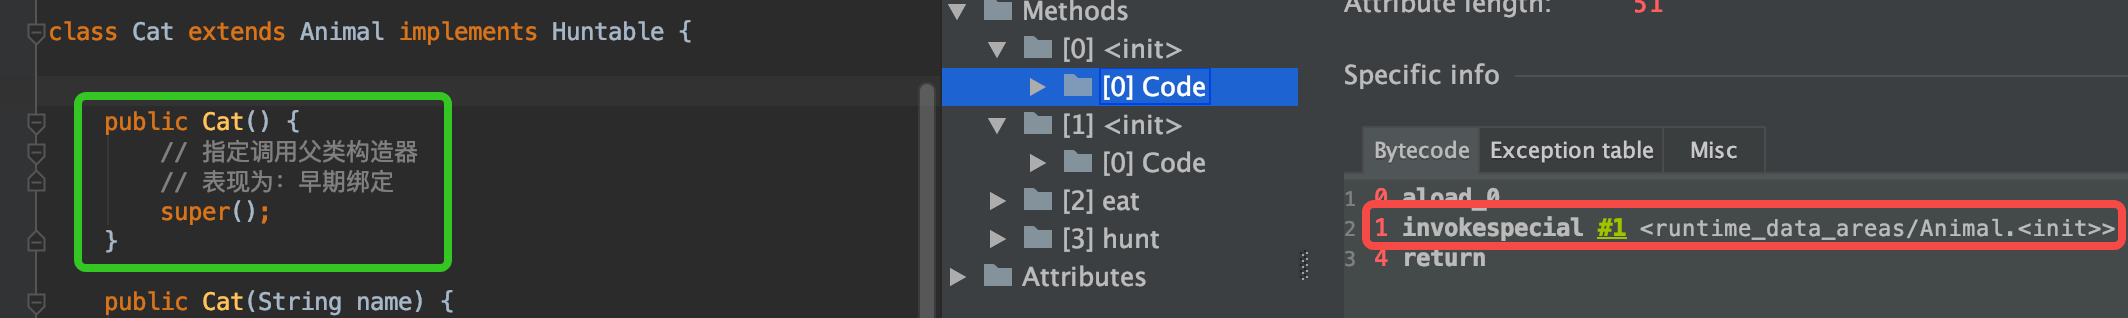 class Cat extends Animal implements Huntable {
public Cat() {
// 指定调用父类构造器
// 表现为：早期绑定
super();
}
public Cat(String name) {
Methods
[0] <init>
[0] Code
[1] <init>
[0] Code
[2] eat
[3] hunt
Attributes
Attribute length: 51
Specific info
Bytecode Exception table Misc
1 0 aload_0
2 1 invokespecial #1 <runtime_data_areas/Animal.<init>>
3 4 return